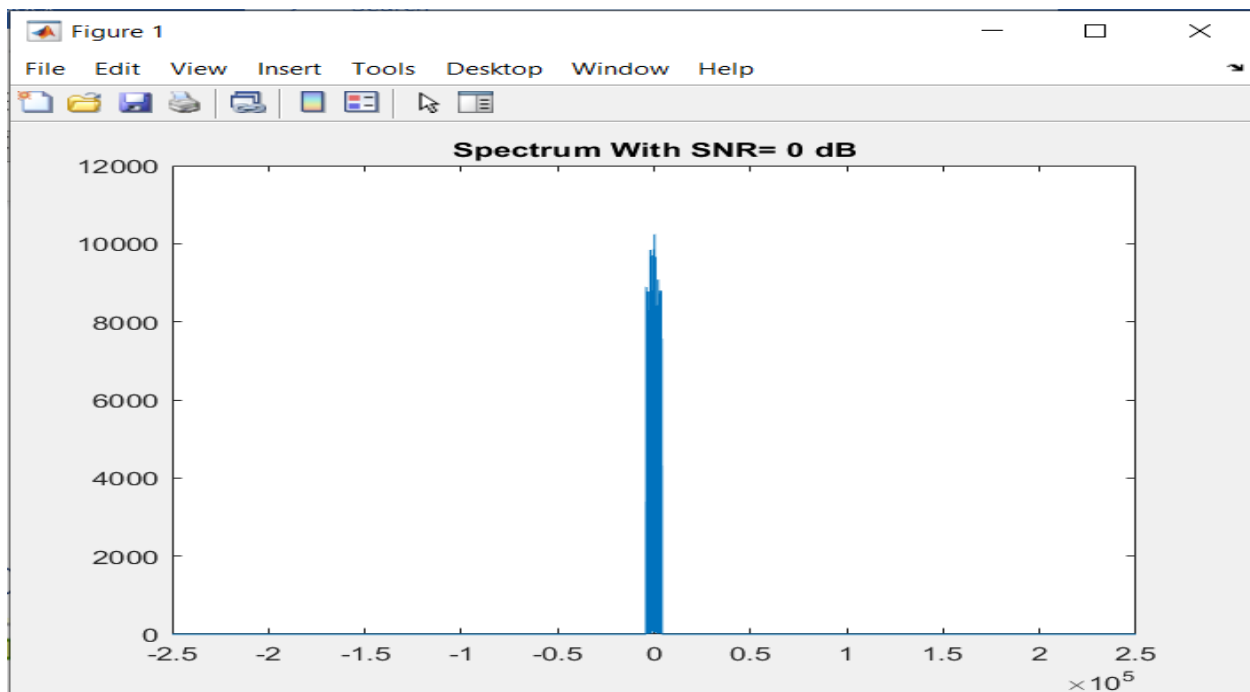 Figure 1
File Edit View Insert Tools Desktop Window Help
Spectrum With SNR= 0 dB
12000
10000
8000
6000
4000
2000
0
-2.5 -2 -1.5 -1 -0.5 0 0.5 1 1.5 2 2.5
×10^5